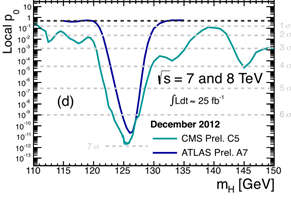 Local p₀
10
1
10⁻¹
10⁻²
10⁻³
10⁻⁴
10⁻⁵
10⁻⁶
10⁻⁷
10⁻⁸
10⁻⁹
10⁻¹⁰
10⁻¹¹
10⁻¹²
10⁻¹³
1σ
2σ
3σ
4σ
5σ
6σ
7σ
√s = 7 and 8 TeV
∫Ldt ≈ 25 fb⁻¹
(d)
December 2012
CMS Prel. C5
ATLAS Prel. A7
110 115 120 125 130 135 140 145 150
m_H [GeV]